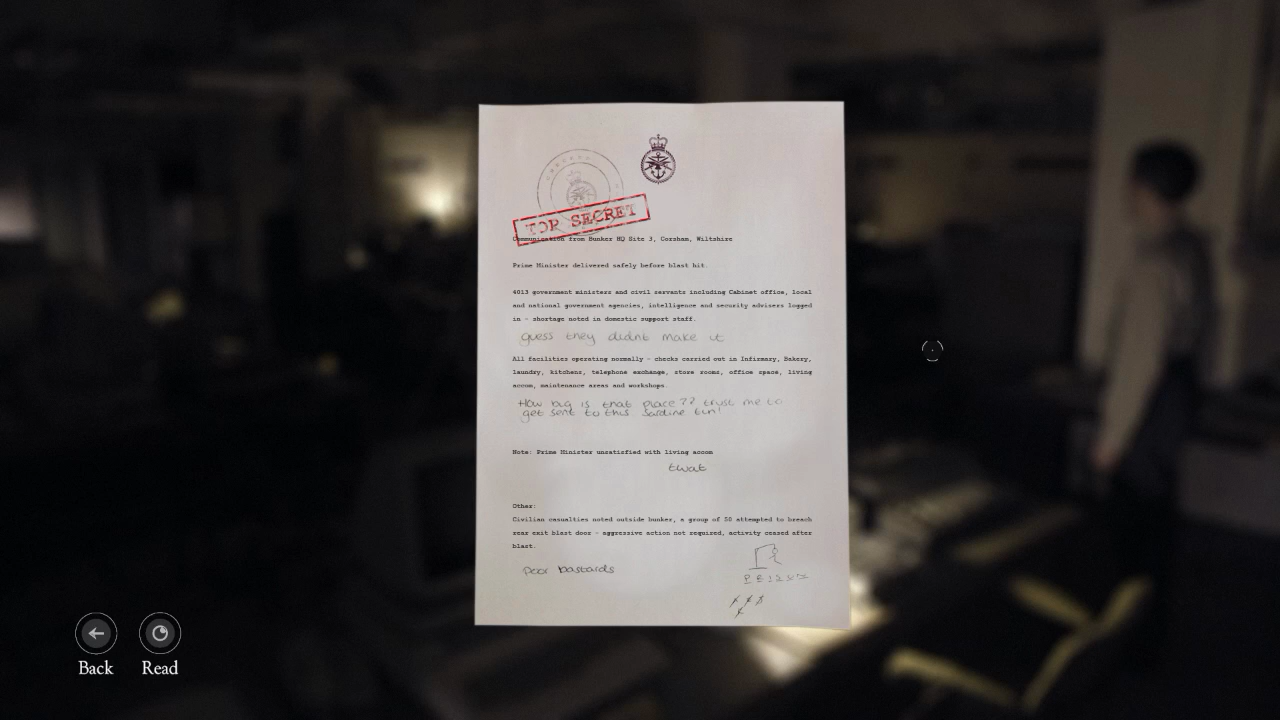 TOP SECRET
Communication from Bunker HQ Site 3, Corsham, Wiltshire
Prime Minister delivered safely before blast hit.
4013 government ministers and civil servants including Cabinet office, local
and national government agencies, intelligence and security advisers logged
in - shortage noted in domestic support staff.
guess they didnt make it
All facilities operating normally - checks carried out in Infirmary, Bakery,
laundry, kitchens, telephone exchange, store rooms, office space, living
accom, maintenance areas and workshops.
How big is that place?? trust me to
get sent to this sardine tin!
Note: Prime Minister unsatisfied with living accom
twat
Other:
Civilian casualties noted outside bunker, a group of 50 attempted to breach
rear exit blast door - aggressive action not required, activity ceased after
blast.
Poor bastards
Back
Read